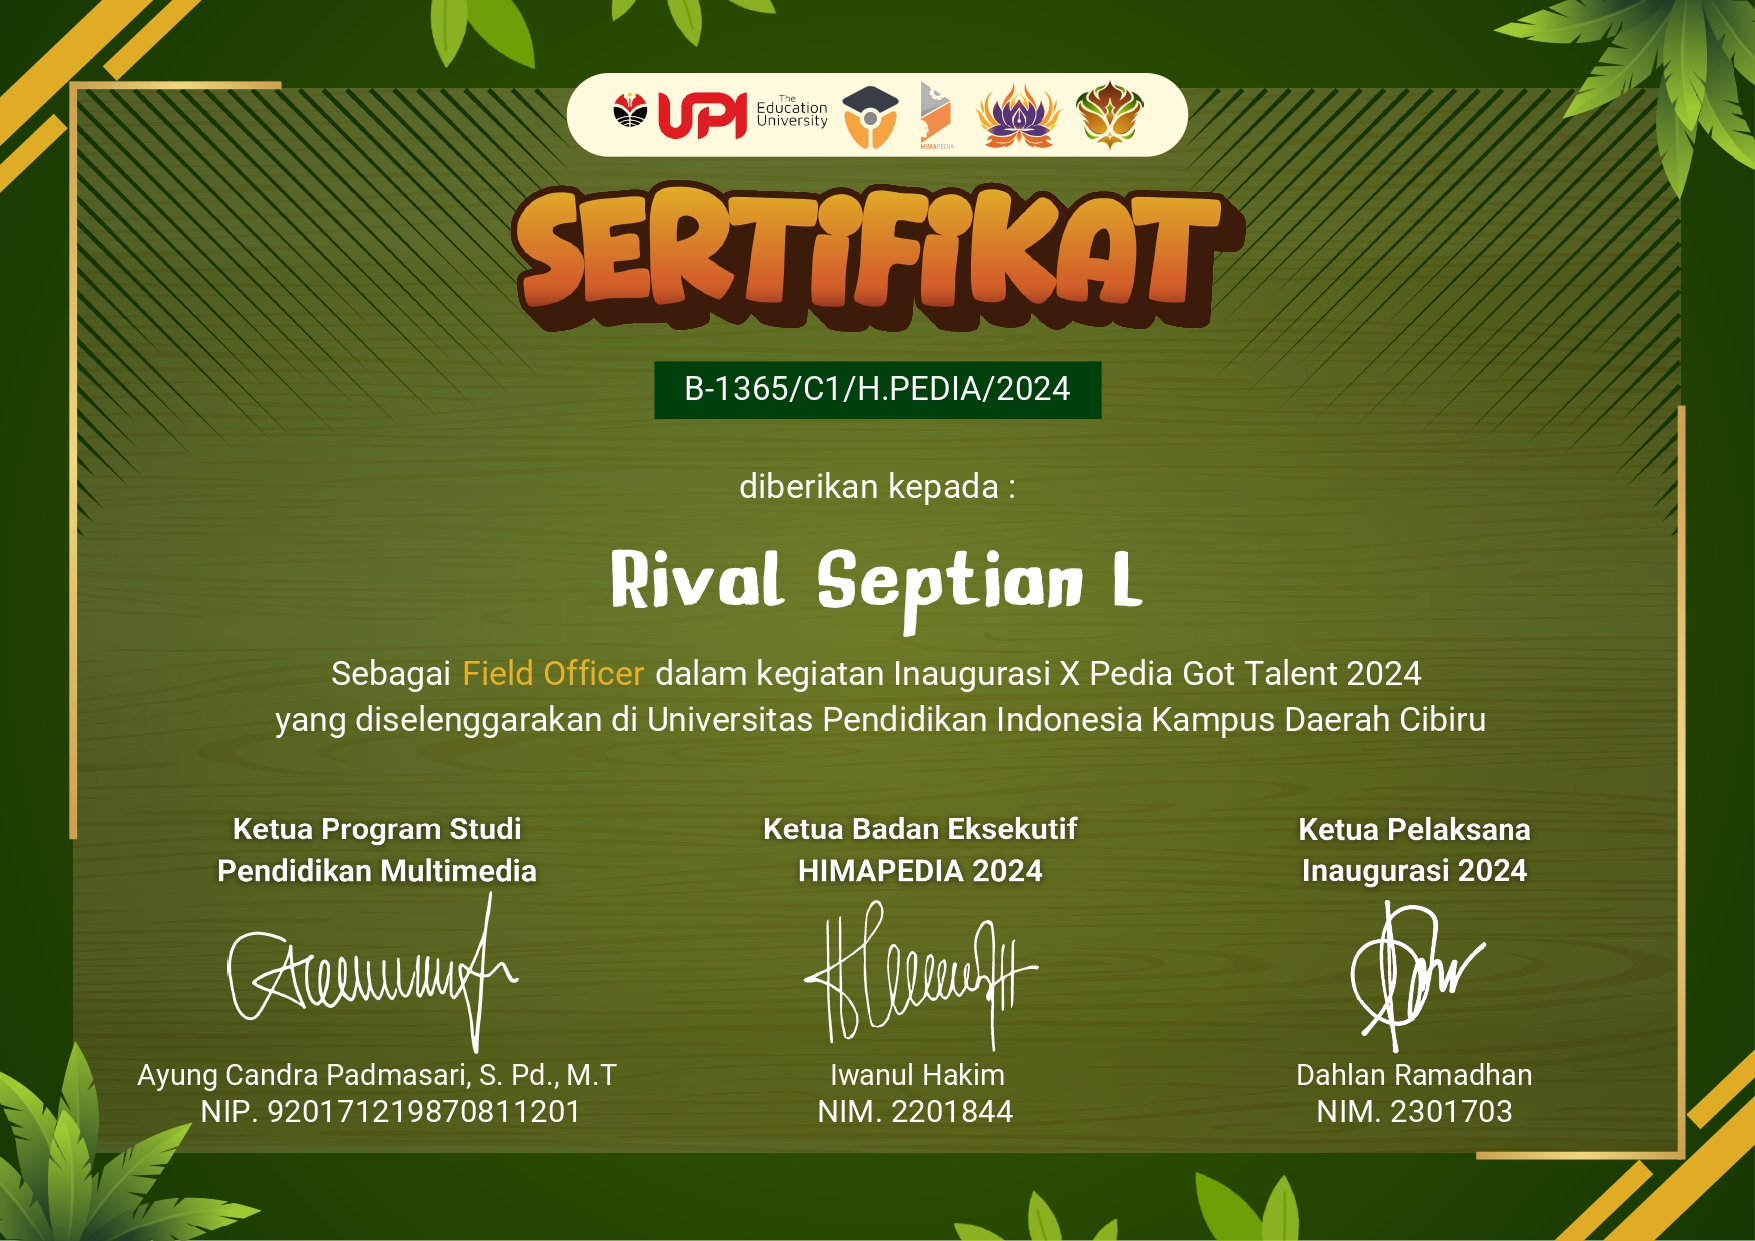 UPI
The
Education
University
HIMAPEDIA
SERTIFIKAT
B-1365/C1/H.PEDIA/2024
diberikan kepada :
Rival Septian L
Sebagai Field Officer dalam kegiatan Inaugurasi X Pedia Got Talent 2024
yang diselenggarakan di Universitas Pendidikan Indonesia Kampus Daerah Cibiru
Ketua Program Studi
Pendidikan Multimedia
Ayung Candra Padmasari, S. Pd., M.T
NIP. 920171219870811201
Ketua Badan Eksekutif
HIMAPEDIA 2024
Iwanul Hakim
NIM. 2201844
Ketua Pelaksana
Inaugurasi 2024
Dahlan Ramadhan
NIM. 2301703